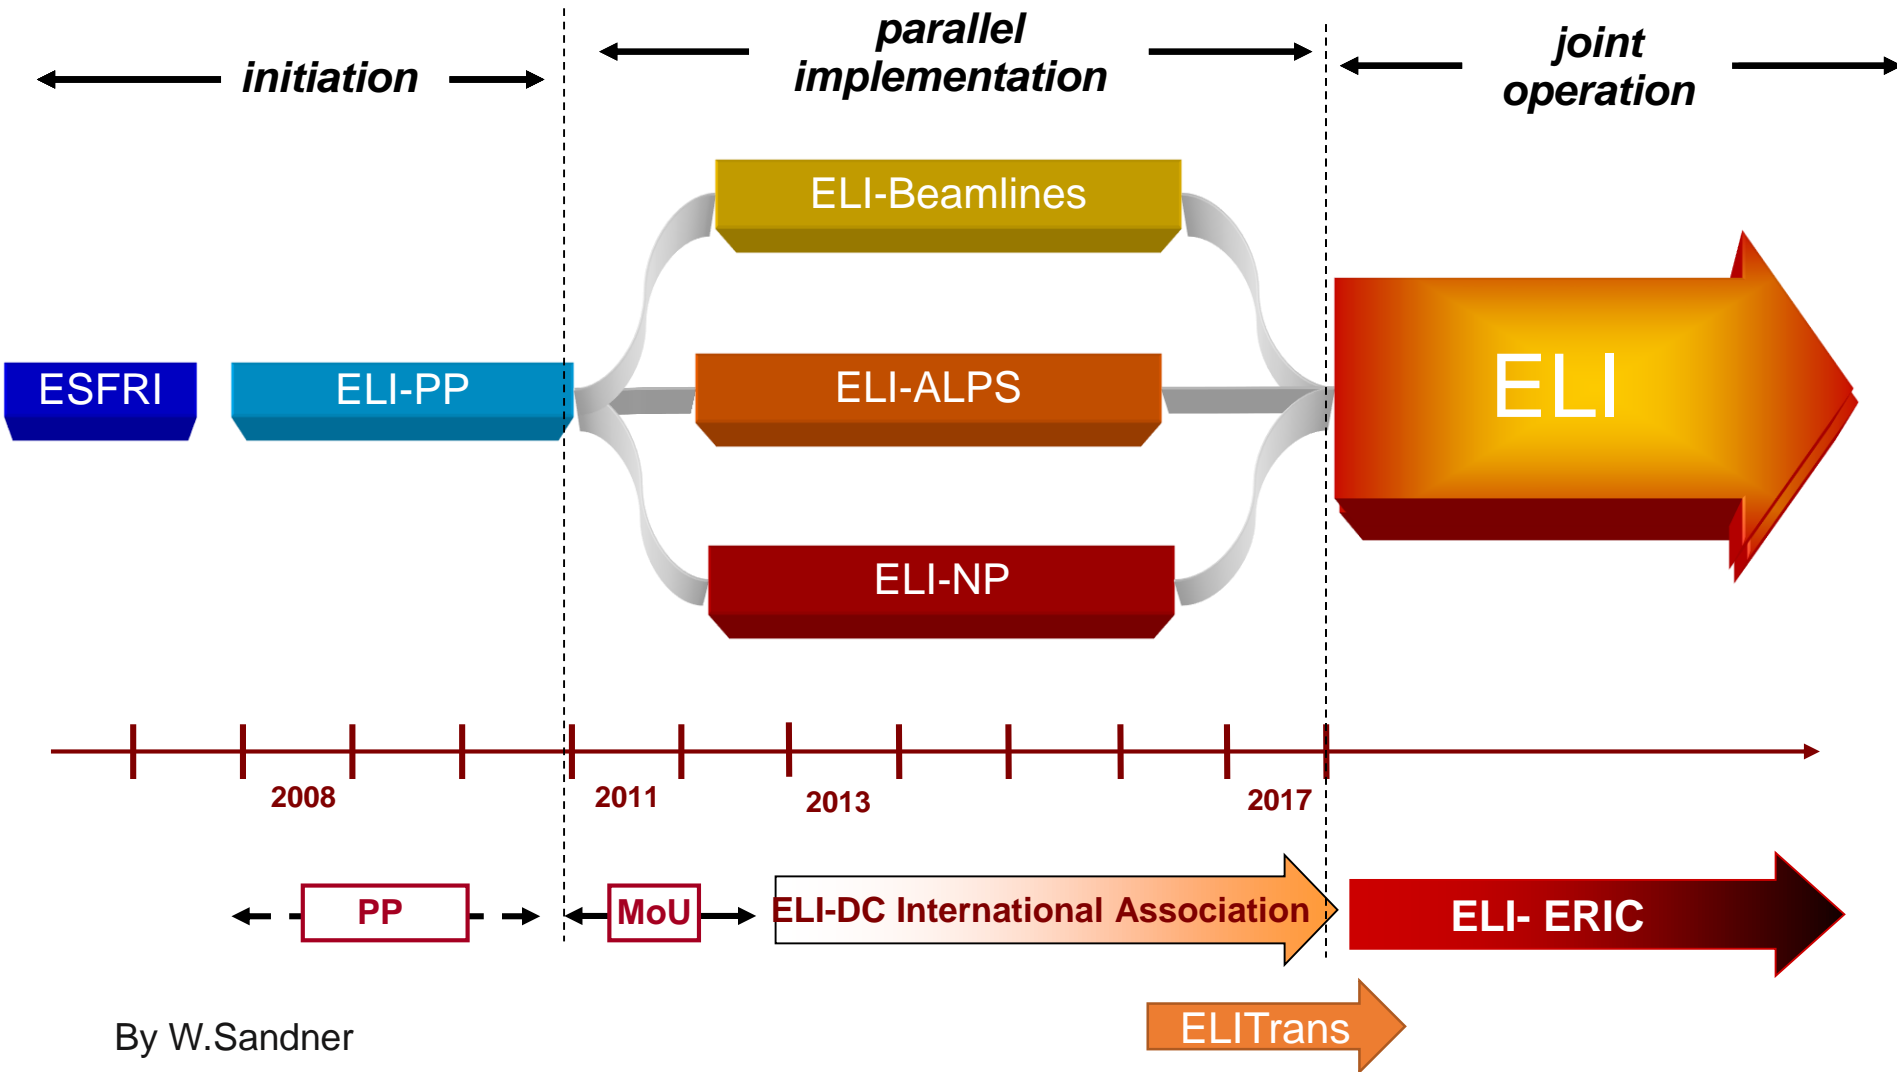 initiation
parallel
implementation
joint
operation
ELI-Beamlines
ESFRI
ELI-PP
ELI-ALPS
ELI
ELI-NP
2008
2011
2013
2017
PP
MoU
ELI-DC International Association
ELI- ERIC
ELITrans
By W.Sandner